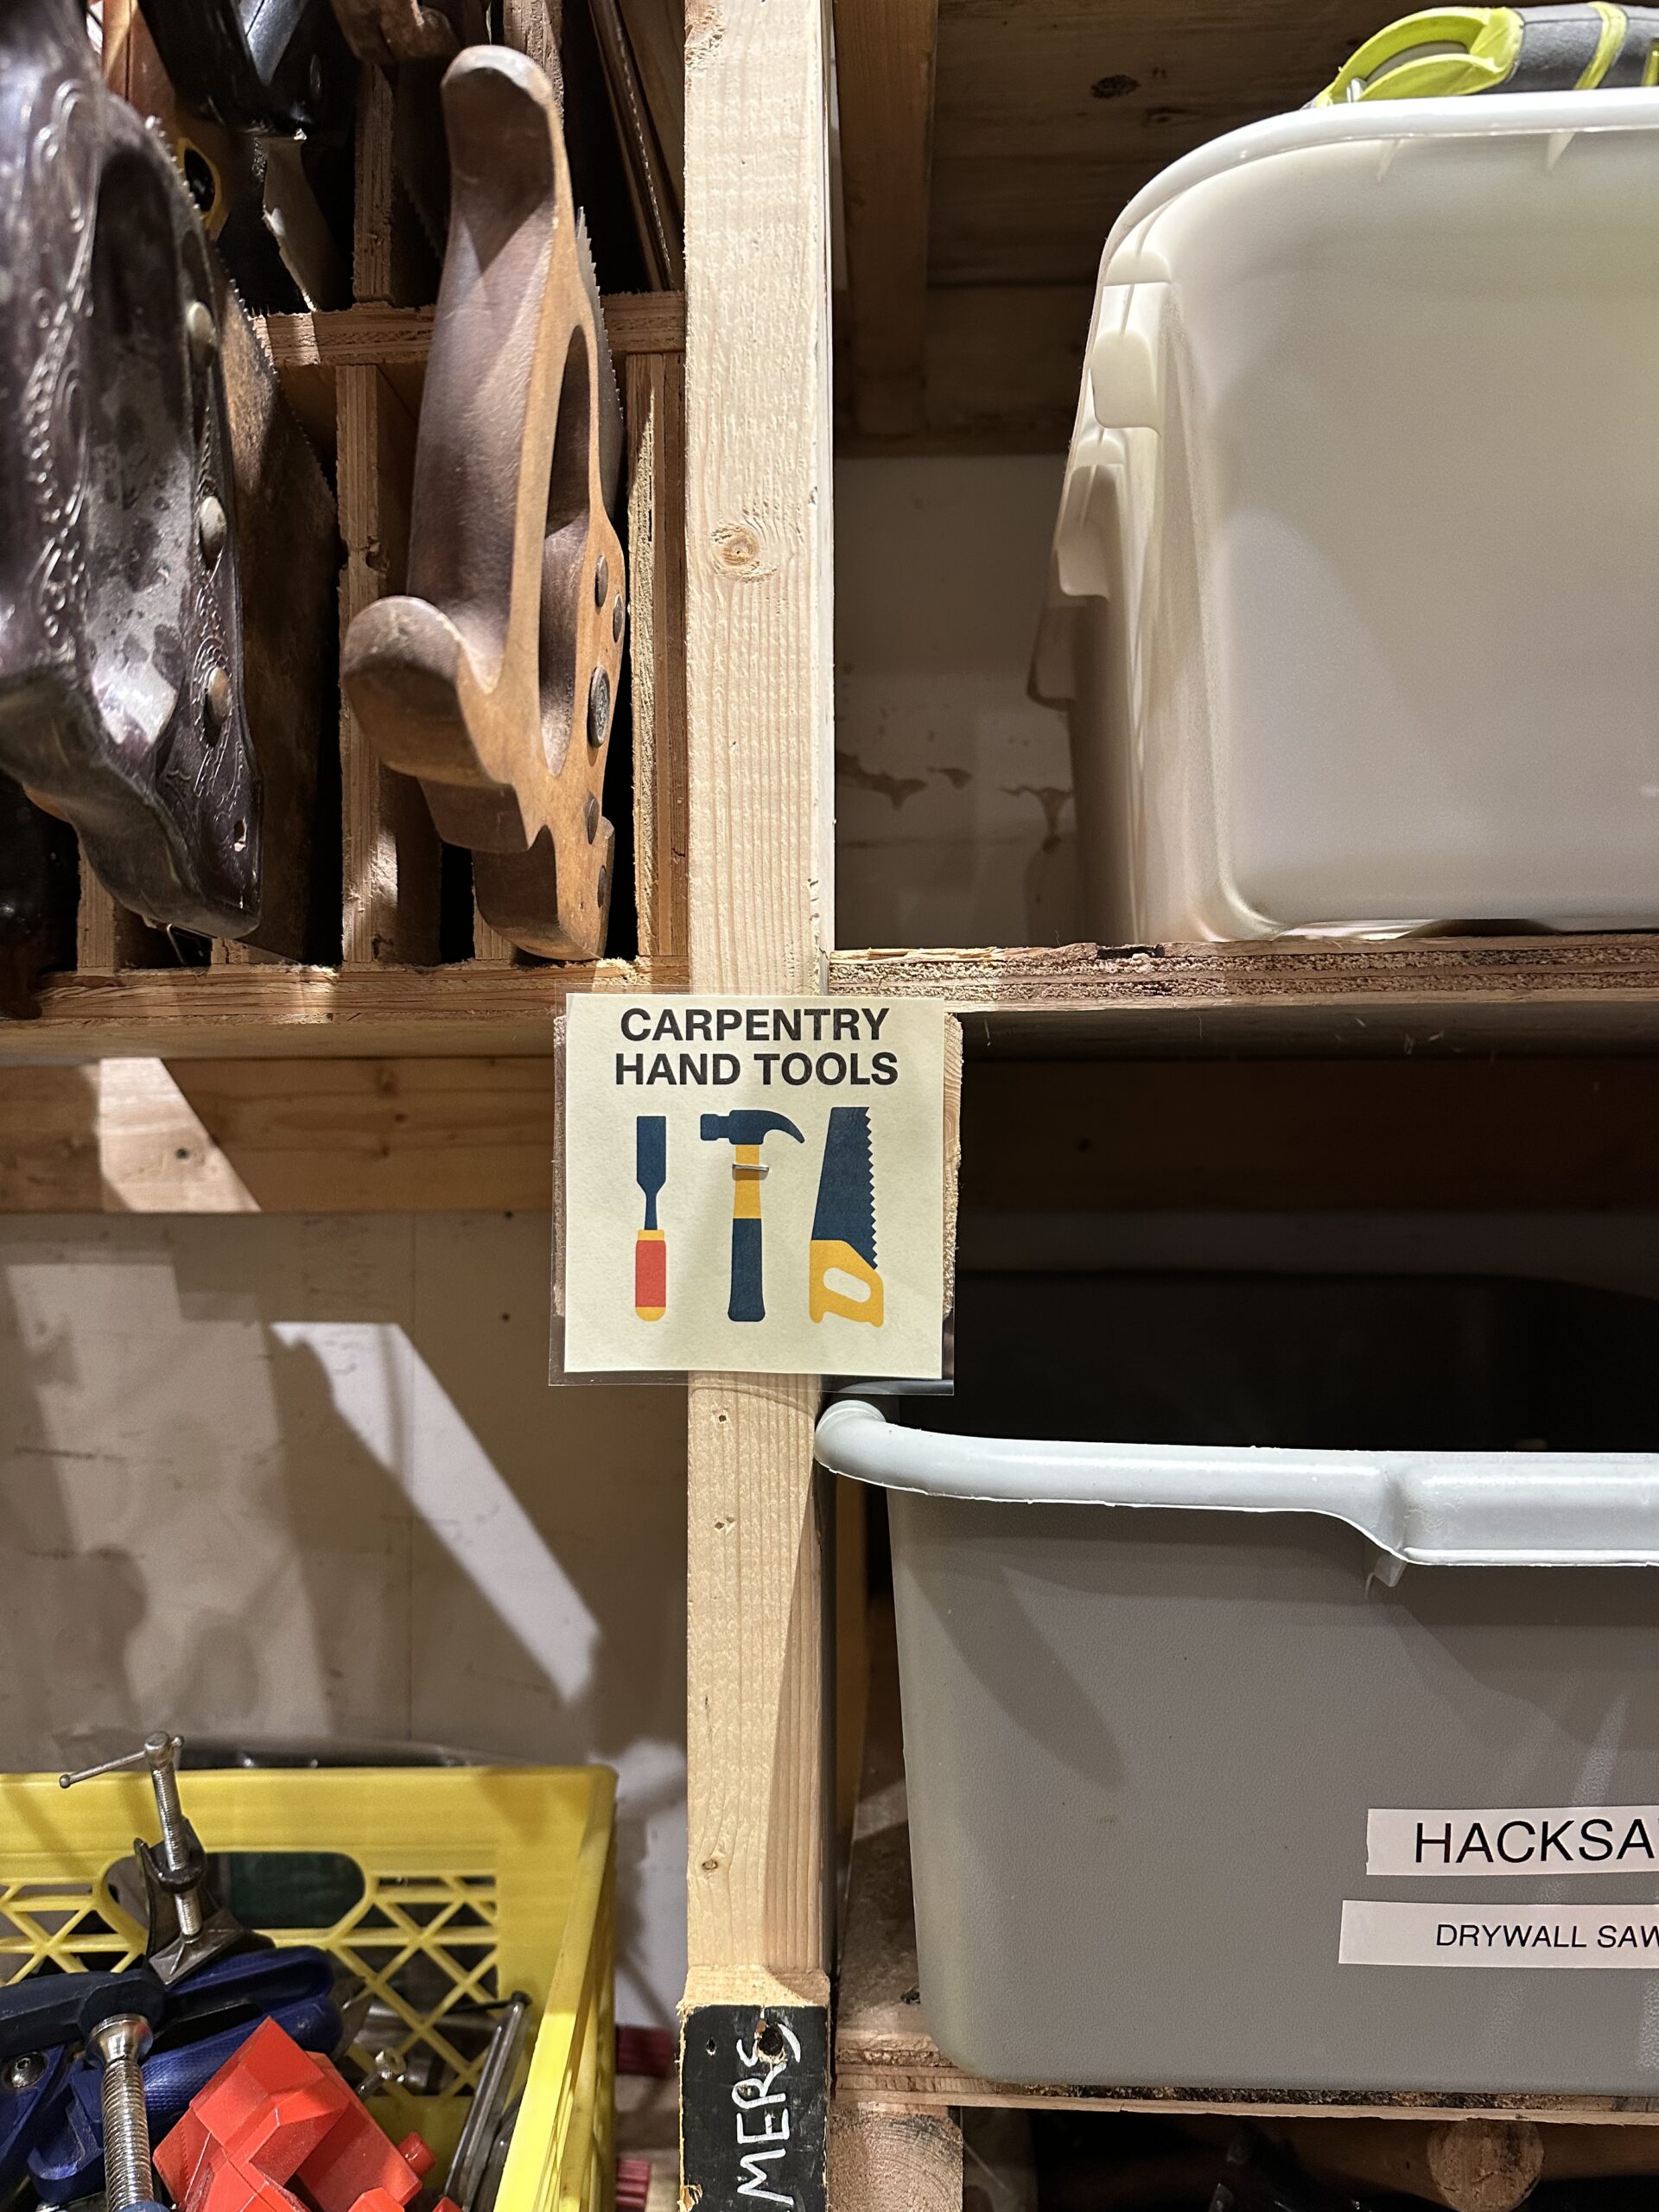 CARPENTRY
HAND TOOLS
HACKSA
DRYWALL SAW
MERS